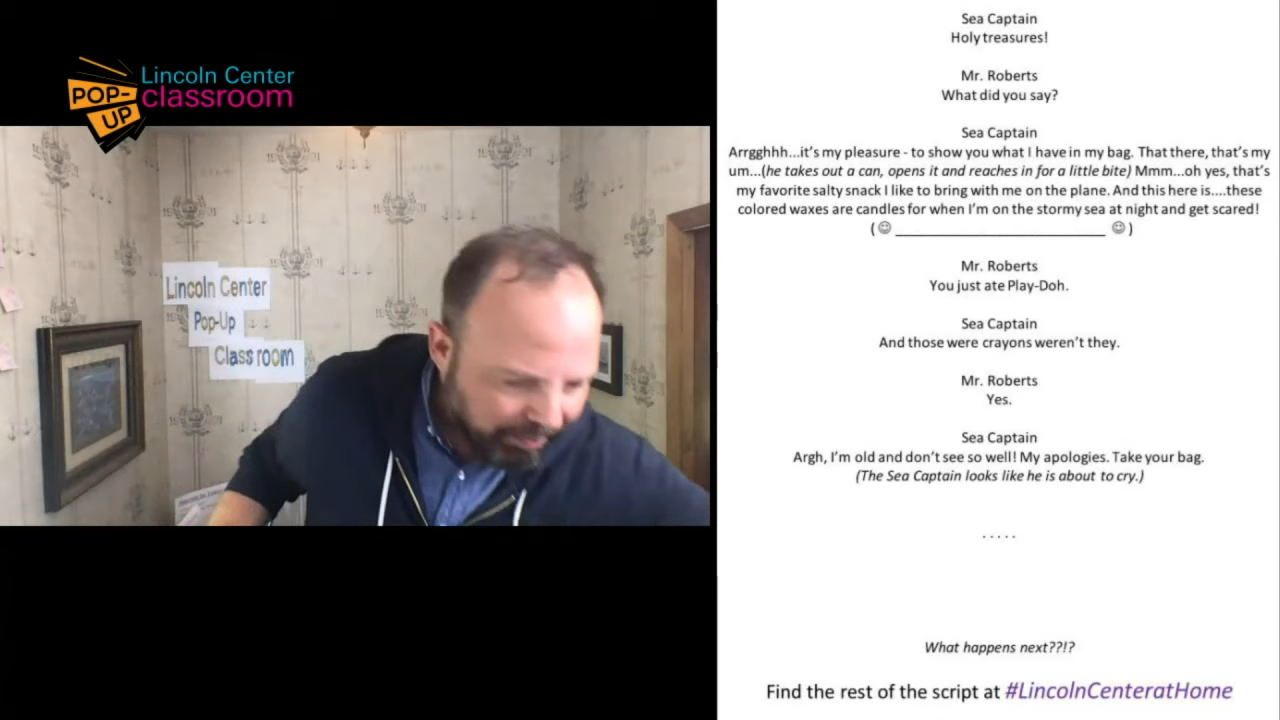 POP-
UP
Lincoln Center
classroom
Lincoln Center
Pop-Up
Classroom
Sea Captain
Holy treasures!
Mr. Roberts
What did you say?
Sea Captain
Arrgghhh...it's my pleasure - to show you what I have in my bag. That there, that's my
um...(he takes out a can, opens it and reaches in for a little bite) Mmm...oh yes, that's
my favorite salty snack I like to bring with me on the plane. And this here is....these
colored waxes are candles for when I'm on the stormy sea at night and get scared!
(☺ ______________________________ ☺)
Mr. Roberts
You just ate Play-Doh.
Sea Captain
And those were crayons weren't they.
Mr. Roberts
Yes.
Sea Captain
Argh, I'm old and don't see so well! My apologies. Take your bag.
(The Sea Captain looks like he is about to cry.)
.....
What happens next??!?
Find the rest of the script at #LincolnCenteratHome